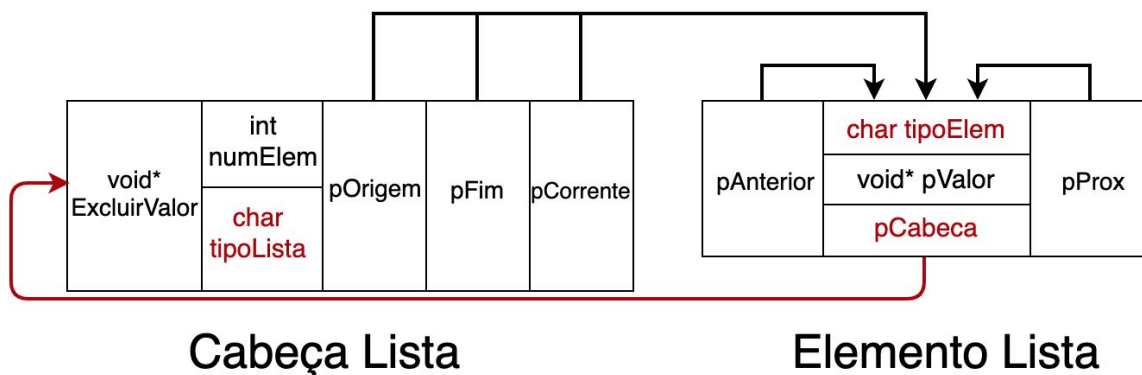 void*
ExcluirValor
int
numElem
char
tipoLista
pOrigem
pFim
pCorrente
pAnterior
char tipoElem
void* pValor
pCabeca
pProx
Cabeça Lista
Elemento Lista